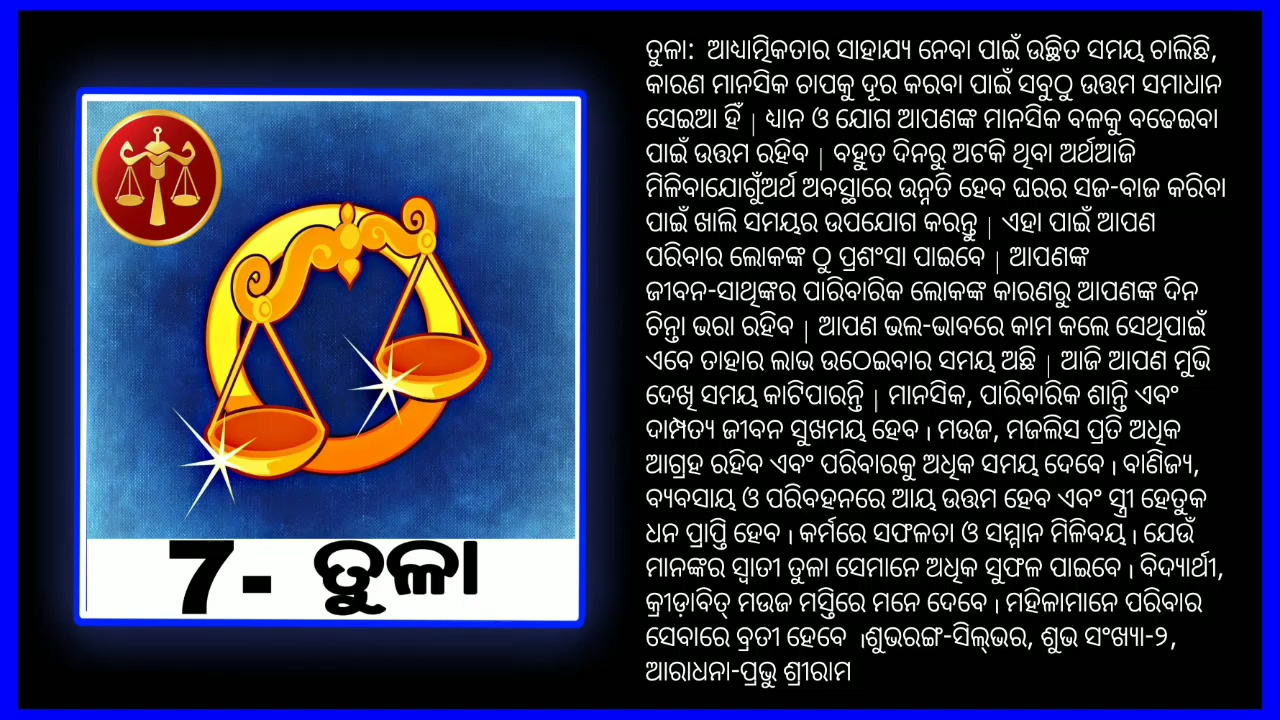 7- ତୁଳା
ତୁଳା: ଆଧ୍ୟାତ୍ମିକତାର ସାହାଯ୍ୟ ନେବା ପାଇଁ ଉଚ୍ଛିତ ସମୟ ଚାଲିଛି,
କାରଣ ମାନସିକ ଚାପକୁ ଦୂର କରବା ପାଇଁ ସବୁଠୁ ଉତ୍ତମ ସମାଧାନ
ସେଇଆ ହିଁ | ଧ୍ୟାନ ଓ ଯୋଗ ଆପଣଙ୍କ ମାନସିକ ବଳକୁ ବଢେଇବା
ପାଇଁ ଉତ୍ତମ ରହିବ | ବହୁତ ଦିନରୁ ଅଟକି ଥିବା ଅର୍ଥଆଜି
ମିଳିବାଯୋଗୁଁଅର୍ଥ ଅବସ୍ଥାରେ ଉନ୍ନତି ହେବ ଘରର ସଜ-ବାଜ କରିବା
ପାଇଁ ଖାଲି ସମୟର ଉପଯୋଗ କରନ୍ତୁ | ଏହା ପାଇଁ ଆପଣ
ପରିବାର ଲୋକଙ୍କ ଠୁ ପ୍ରଶଂସା ପାଇବେ | ଆପଣଙ୍କ
ଜୀବନ-ସାଥିଙ୍କର ପାରିବାରିକ ଲୋକଙ୍କ କାରଣରୁ ଆପଣଙ୍କ ଦିନ
ଚିନ୍ତା ଭରା ରହିବ | ଆପଣ ଭଲ-ଭାବରେ କାମ କଲେ ସେଥିପାଇଁ
ଏବେ ତାହାର ଲାଭ ଉଠେଇବାର ସମୟ ଅଛି | ଆଜି ଆପଣ ମୁଭି
ଦେଖି ସମୟ କାଟିପାରନ୍ତି | ମାନସିକ, ପାରିବାରିକ ଶାନ୍ତି ଏବଂ
ଦାମ୍ପତ୍ୟ ଜୀବନ ସୁଖମୟ ହେବ । ମଉଜ, ମଜଲିସ ପ୍ରତି ଅଧିକ
ଆଗ୍ରହ ରହିବ ଏବଂ ପରିବାରକୁ ଅଧିକ ସମୟ ଦେବେ । ବାଣିଜ୍ୟ,
ବ୍ୟବସାୟ ଓ ପରିବହନରେ ଆୟ ଉତ୍ତମ ହେବ ଏବଂ ସ୍ତ୍ରୀ ହେତୁକ
ଧନ ପ୍ରାପ୍ତି ହେବ । କର୍ମରେ ସଫଳତା ଓ ସମ୍ମାନ ମିଳିବୟ । ଯେଉଁ
ମାନଙ୍କର ସ୍ୱାତୀ ତୁଳା ସେମାନେ ଅଧିକ ସୁଫଳ ପାଇବେ । ବିଦ୍ୟାର୍ଥୀ,
କ୍ରୀଡ଼ାବିତ୍ ମଉଜ ମସ୍ତିରେ ମନେ ଦେବେ । ମହିଳାମାନେ ପରିବାର
ସେବାରେ ବ୍ରତୀ ହେବେ ।ଶୁଭରଙ୍ଗ-ସିଲ୍‌ଭର, ଶୁଭ ସଂଖ୍ୟା-୨,
ଆରାଧନା-ପ୍ରଭୁ ଶ୍ରୀରାମ